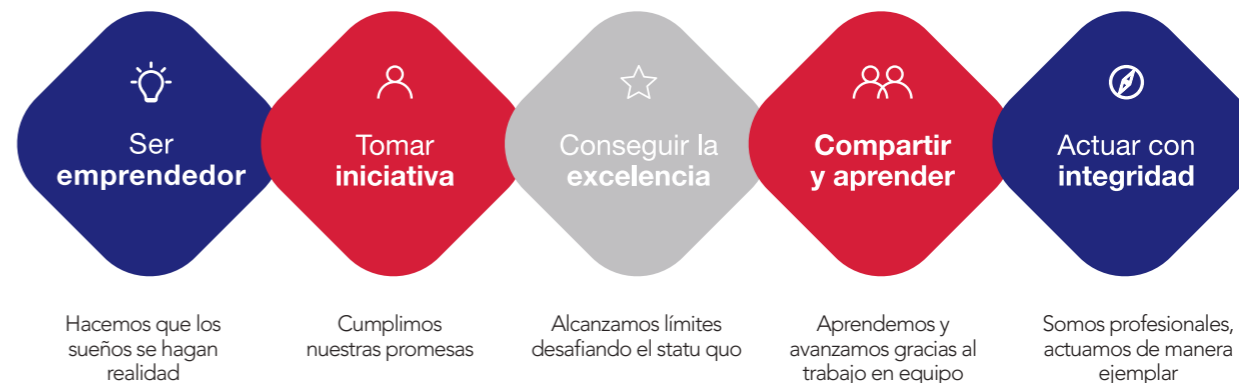 Ser
emprendedor
Tomar
iniciativa
Conseguir la
excelencia
Compartir
y aprender
Actuar con
integridad
Hacemos que los
sueños se hagan
realidad
Cumplimos
nuestras promesas
Alcanzamos límites
desafiando el statu quo
Aprendemos y
avanzamos gracias al
trabajo en equipo
Somos profesionales,
actuamos de manera
ejemplar